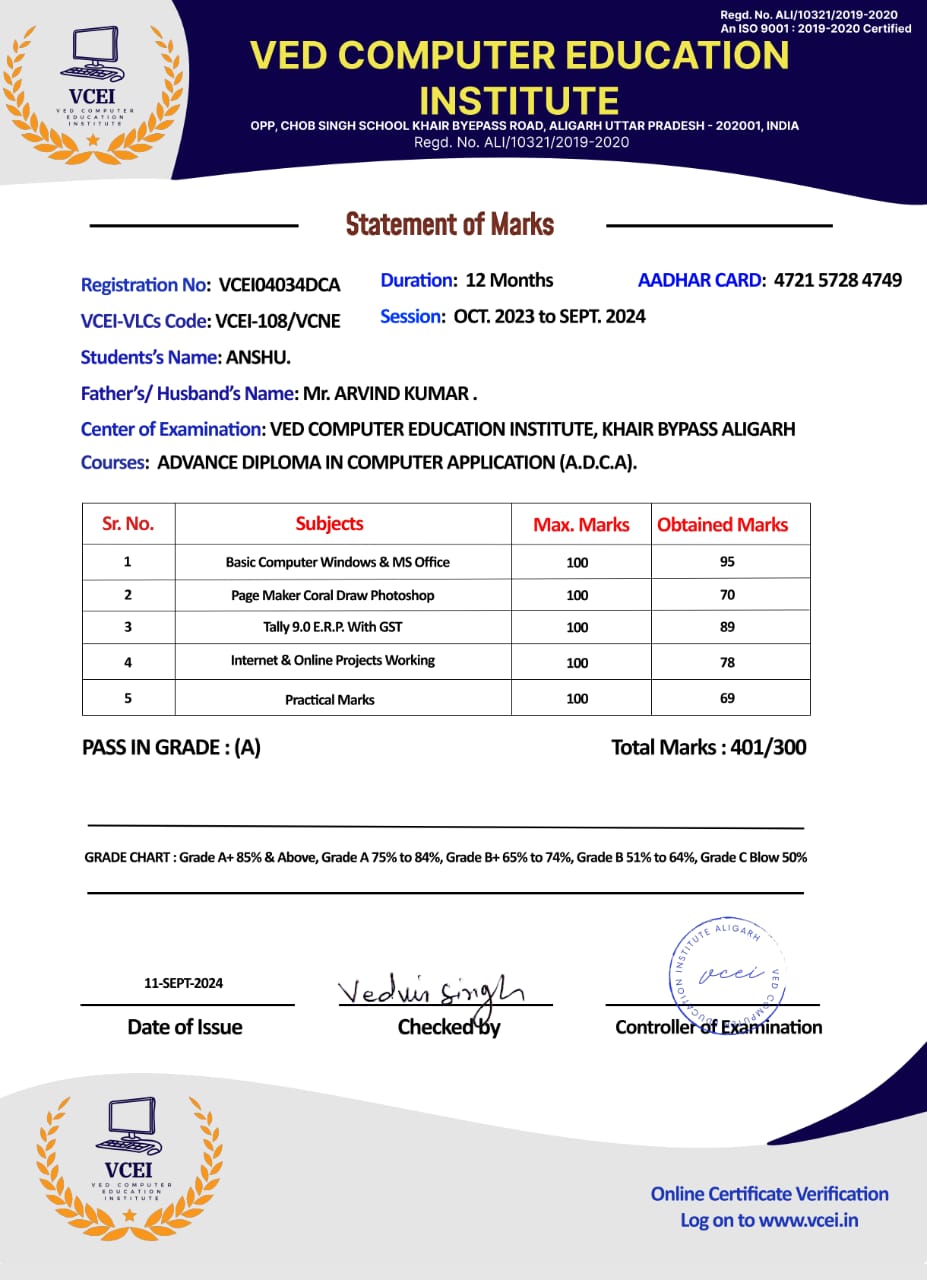 Regd. No. ALI/10321/2019-2020
An ISO 9001 : 2019-2020 Certified
VCEI
VED COMPUTER
EDUCATION
INSTITUTE
VED COMPUTER EDUCATION
INSTITUTE
OPP, CHOB SINGH SCHOOL KHAIR BYEPASS ROAD, ALIGARH UTTAR PRADESH - 202001, INDIA
Regd. No. ALI/10321/2019-2020
Statement of Marks
Registration No: VCEI04034DCA Duration: 12 Months AADHAR CARD: 4721 5728 4749
VCEI-VLCs Code: VCEI-108/VCNE Session: OCT. 2023 to SEPT. 2024
Students's Name: ANSHU.
Father's/ Husband's Name: Mr. ARVIND KUMAR .
Center of Examination: VED COMPUTER EDUCATION INSTITUTE, KHAIR BYPASS ALIGARH
Courses: ADVANCE DIPLOMA IN COMPUTER APPLICATION (A.D.C.A).
Sr. No. Subjects Max. Marks Obtained Marks
1 Basic Computer Windows & MS Office 100 95
2 Page Maker Coral Draw Photoshop 100 70
3 Tally 9.0 E.R.P. With GST 100 89
4 Internet & Online Projects Working 100 78
5 Practical Marks 100 69
PASS IN GRADE : (A) Total Marks : 401/300
GRADE CHART : Grade A+ 85% & Above, Grade A 75% to 84%, Grade B+ 65% to 74%, Grade B 51% to 64%, Grade C Blow 50%
VED COMPUTER EDUCATION INSTITUTE ALIGARH
vcei
11-SEPT-2024 Singh
Date of Issue Checked by Controller of Examination
VCEI
VED COMPUTER
EDUCATION
INSTITUTE
Online Certificate Verification
Log on to www.vcei.in